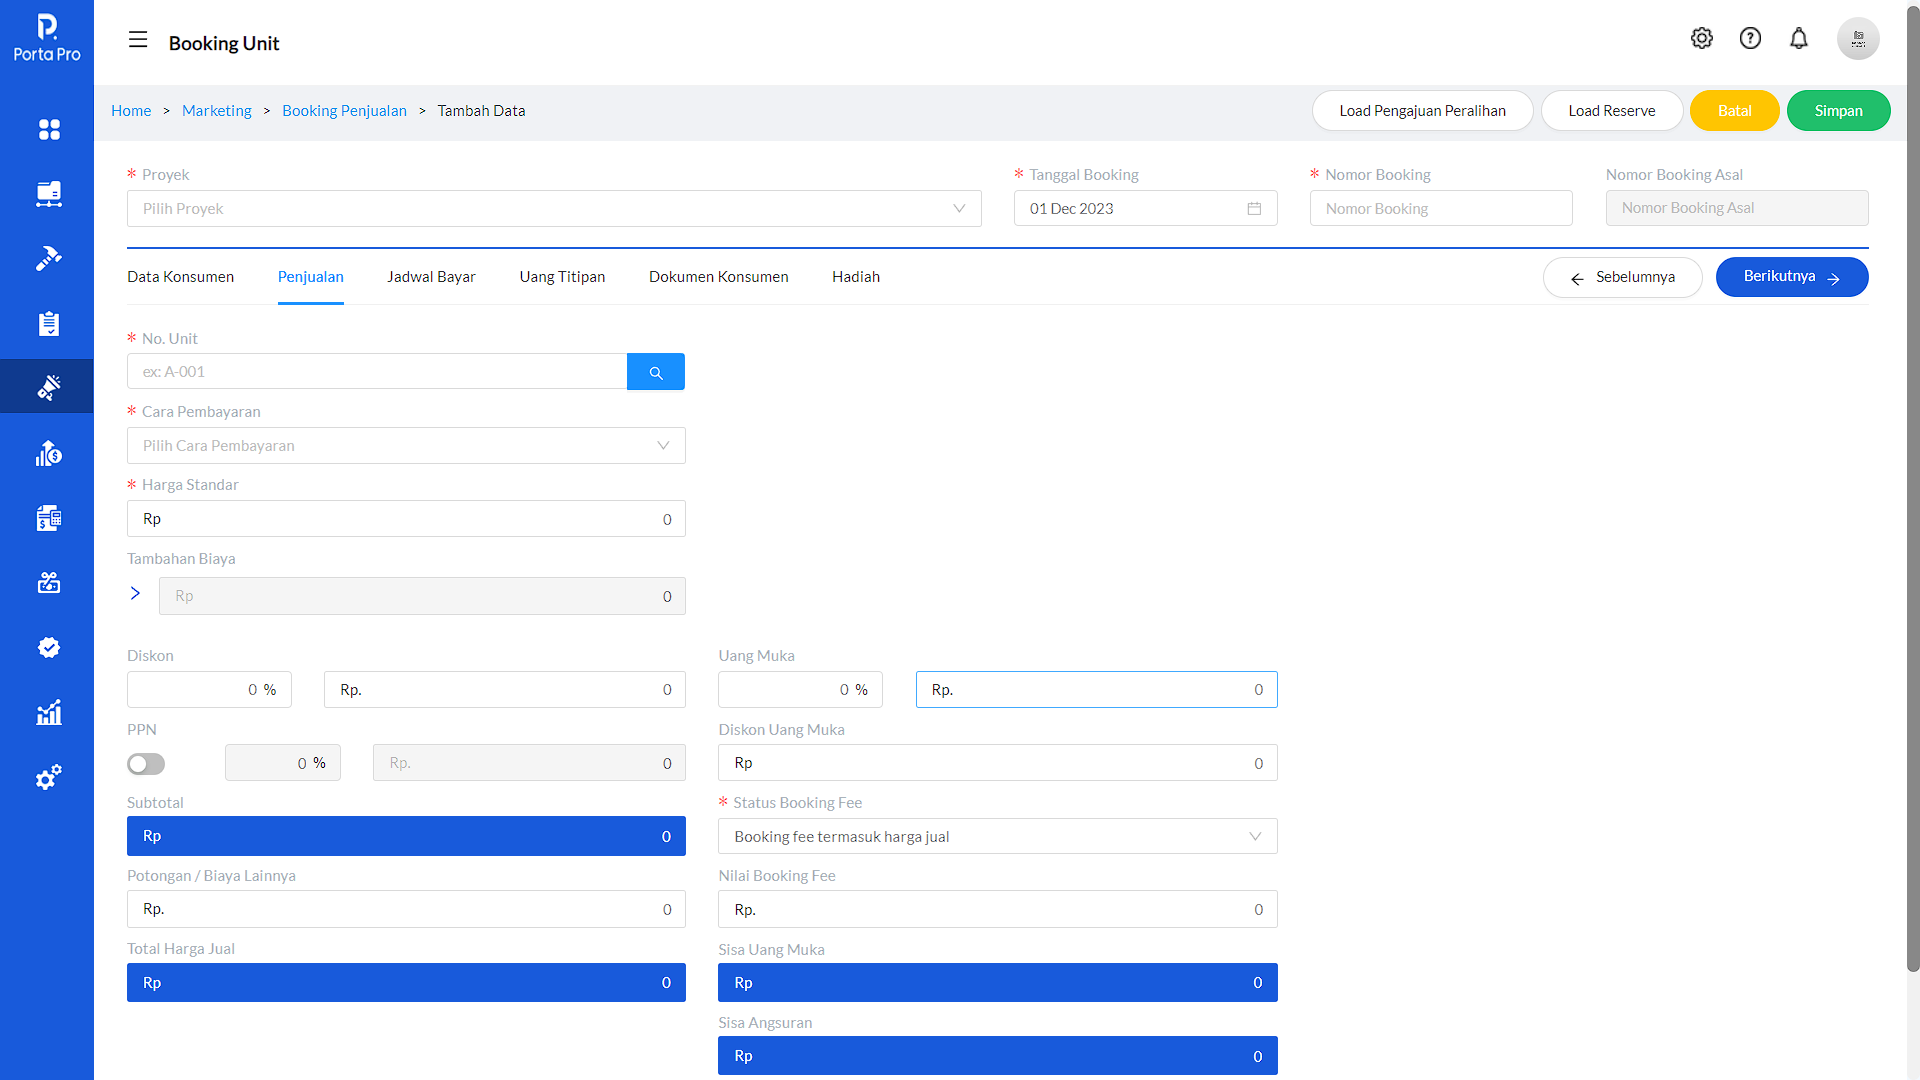 Porta Pro
Booking Unit
Home > Marketing > Booking Penjualan > Tambah Data
Load Pengajuan Peralihan
Load Reserve
Batal
Simpan
* Proyek
Pilih Proyek
* Tanggal Booking
01 Dec 2023
* Nomor Booking
Nomor Booking
Nomor Booking Asal
Nomor Booking Asal
Data Konsumen
Penjualan
Jadwal Bayar
Uang Titipan
Dokumen Konsumen
Hadiah
Sebelumnya
Berikutnya
* No. Unit
ex: A-001
* Cara Pembayaran
Pilih Cara Pembayaran
* Harga Standar
Rp 0
Tambahan Biaya
Rp 0
Diskon
0 %
Rp. 0
PPN
0 %
Rp. 0
Subtotal
Rp 0
Potongan / Biaya Lainnya
Rp. 0
Total Harga Jual
Rp 0
Uang Muka
0 %
Rp. 0
Diskon Uang Muka
Rp 0
* Status Booking Fee
Booking fee termasuk harga jual
Nilai Booking Fee
Rp. 0
Sisa Uang Muka
Rp 0
Sisa Angsuran
Rp 0